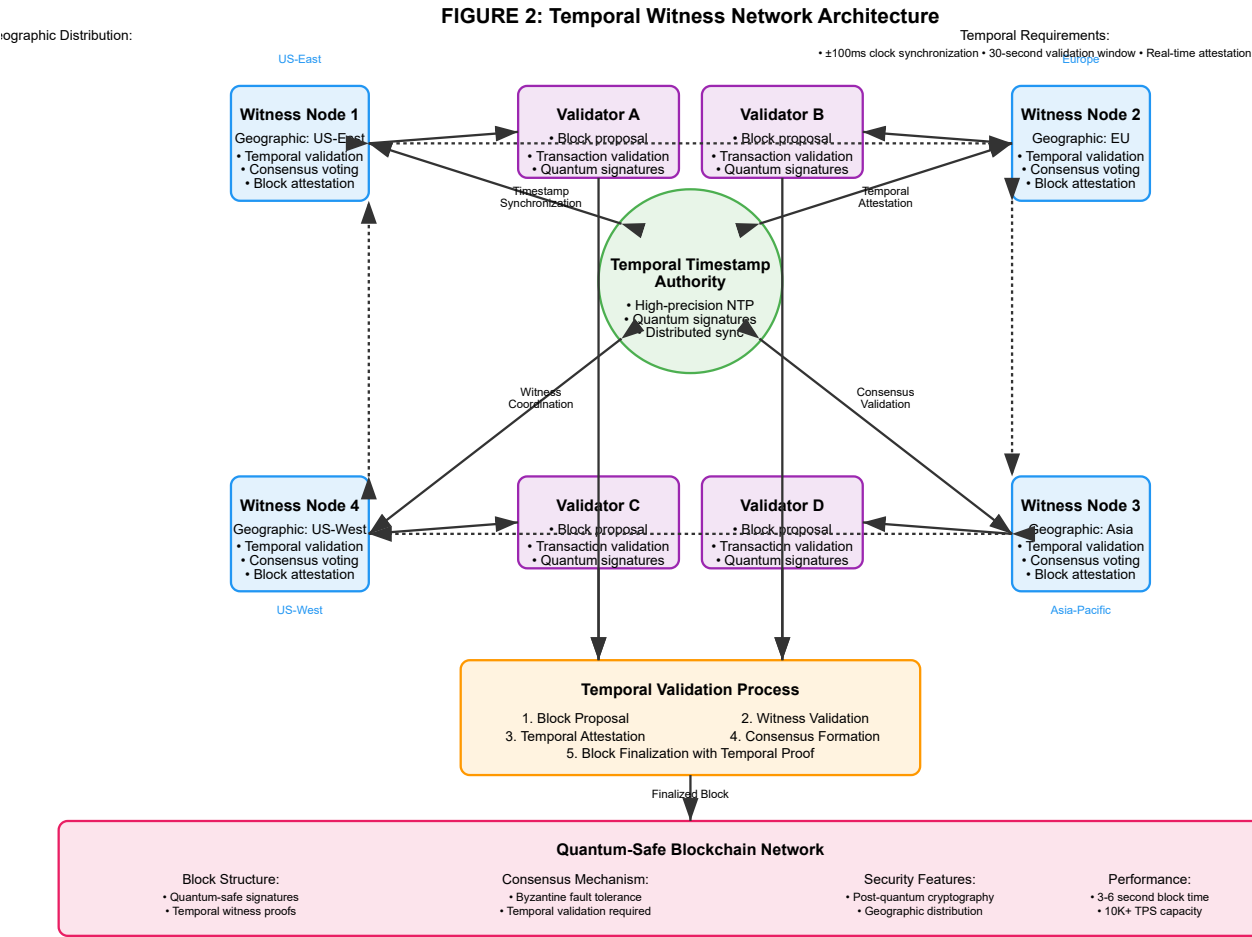 FIGURE 2: Temporal Witness Network Architecture
eographic Distribution:
Temporal Requirements:
• ±100ms clock synchronization • 30-second validation window • Real-time attestation
US-East
Europe
Witness Node 1
Geographic: US-East
• Temporal validation
• Consensus voting
• Block attestation
Validator A
• Block proposal
• Transaction validation
• Quantum signatures
Validator B
• Block proposal
• Transaction validation
• Quantum signatures
Witness Node 2
Geographic: EU
• Temporal validation
• Consensus voting
• Block attestation
Timestamp
Synchronization
Temporal
Attestation
Temporal Timestamp
Authority
• High-precision NTP
• Quantum signatures
• Distributed sync
Witness
Coordination
Consensus
Validation
Witness Node 4
Geographic: US-West
• Temporal validation
• Consensus voting
• Block attestation
Validator C
• Block proposal
• Transaction validation
• Quantum signatures
Validator D
• Block proposal
• Transaction validation
• Quantum signatures
Witness Node 3
Geographic: Asia
• Temporal validation
• Consensus voting
• Block attestation
US-West
Asia-Pacific
Temporal Validation Process
1. Block Proposal
2. Witness Validation
3. Temporal Attestation
4. Consensus Formation
5. Block Finalization with Temporal Proof
Finalized Block
Quantum-Safe Blockchain Network
Block Structure:
• Quantum-safe signatures
• Temporal witness proofs
Consensus Mechanism:
• Byzantine fault tolerance
• Temporal validation required
Security Features:
• Post-quantum cryptography
• Geographic distribution
Performance:
• 3-6 second block time
• 10K+ TPS capacity